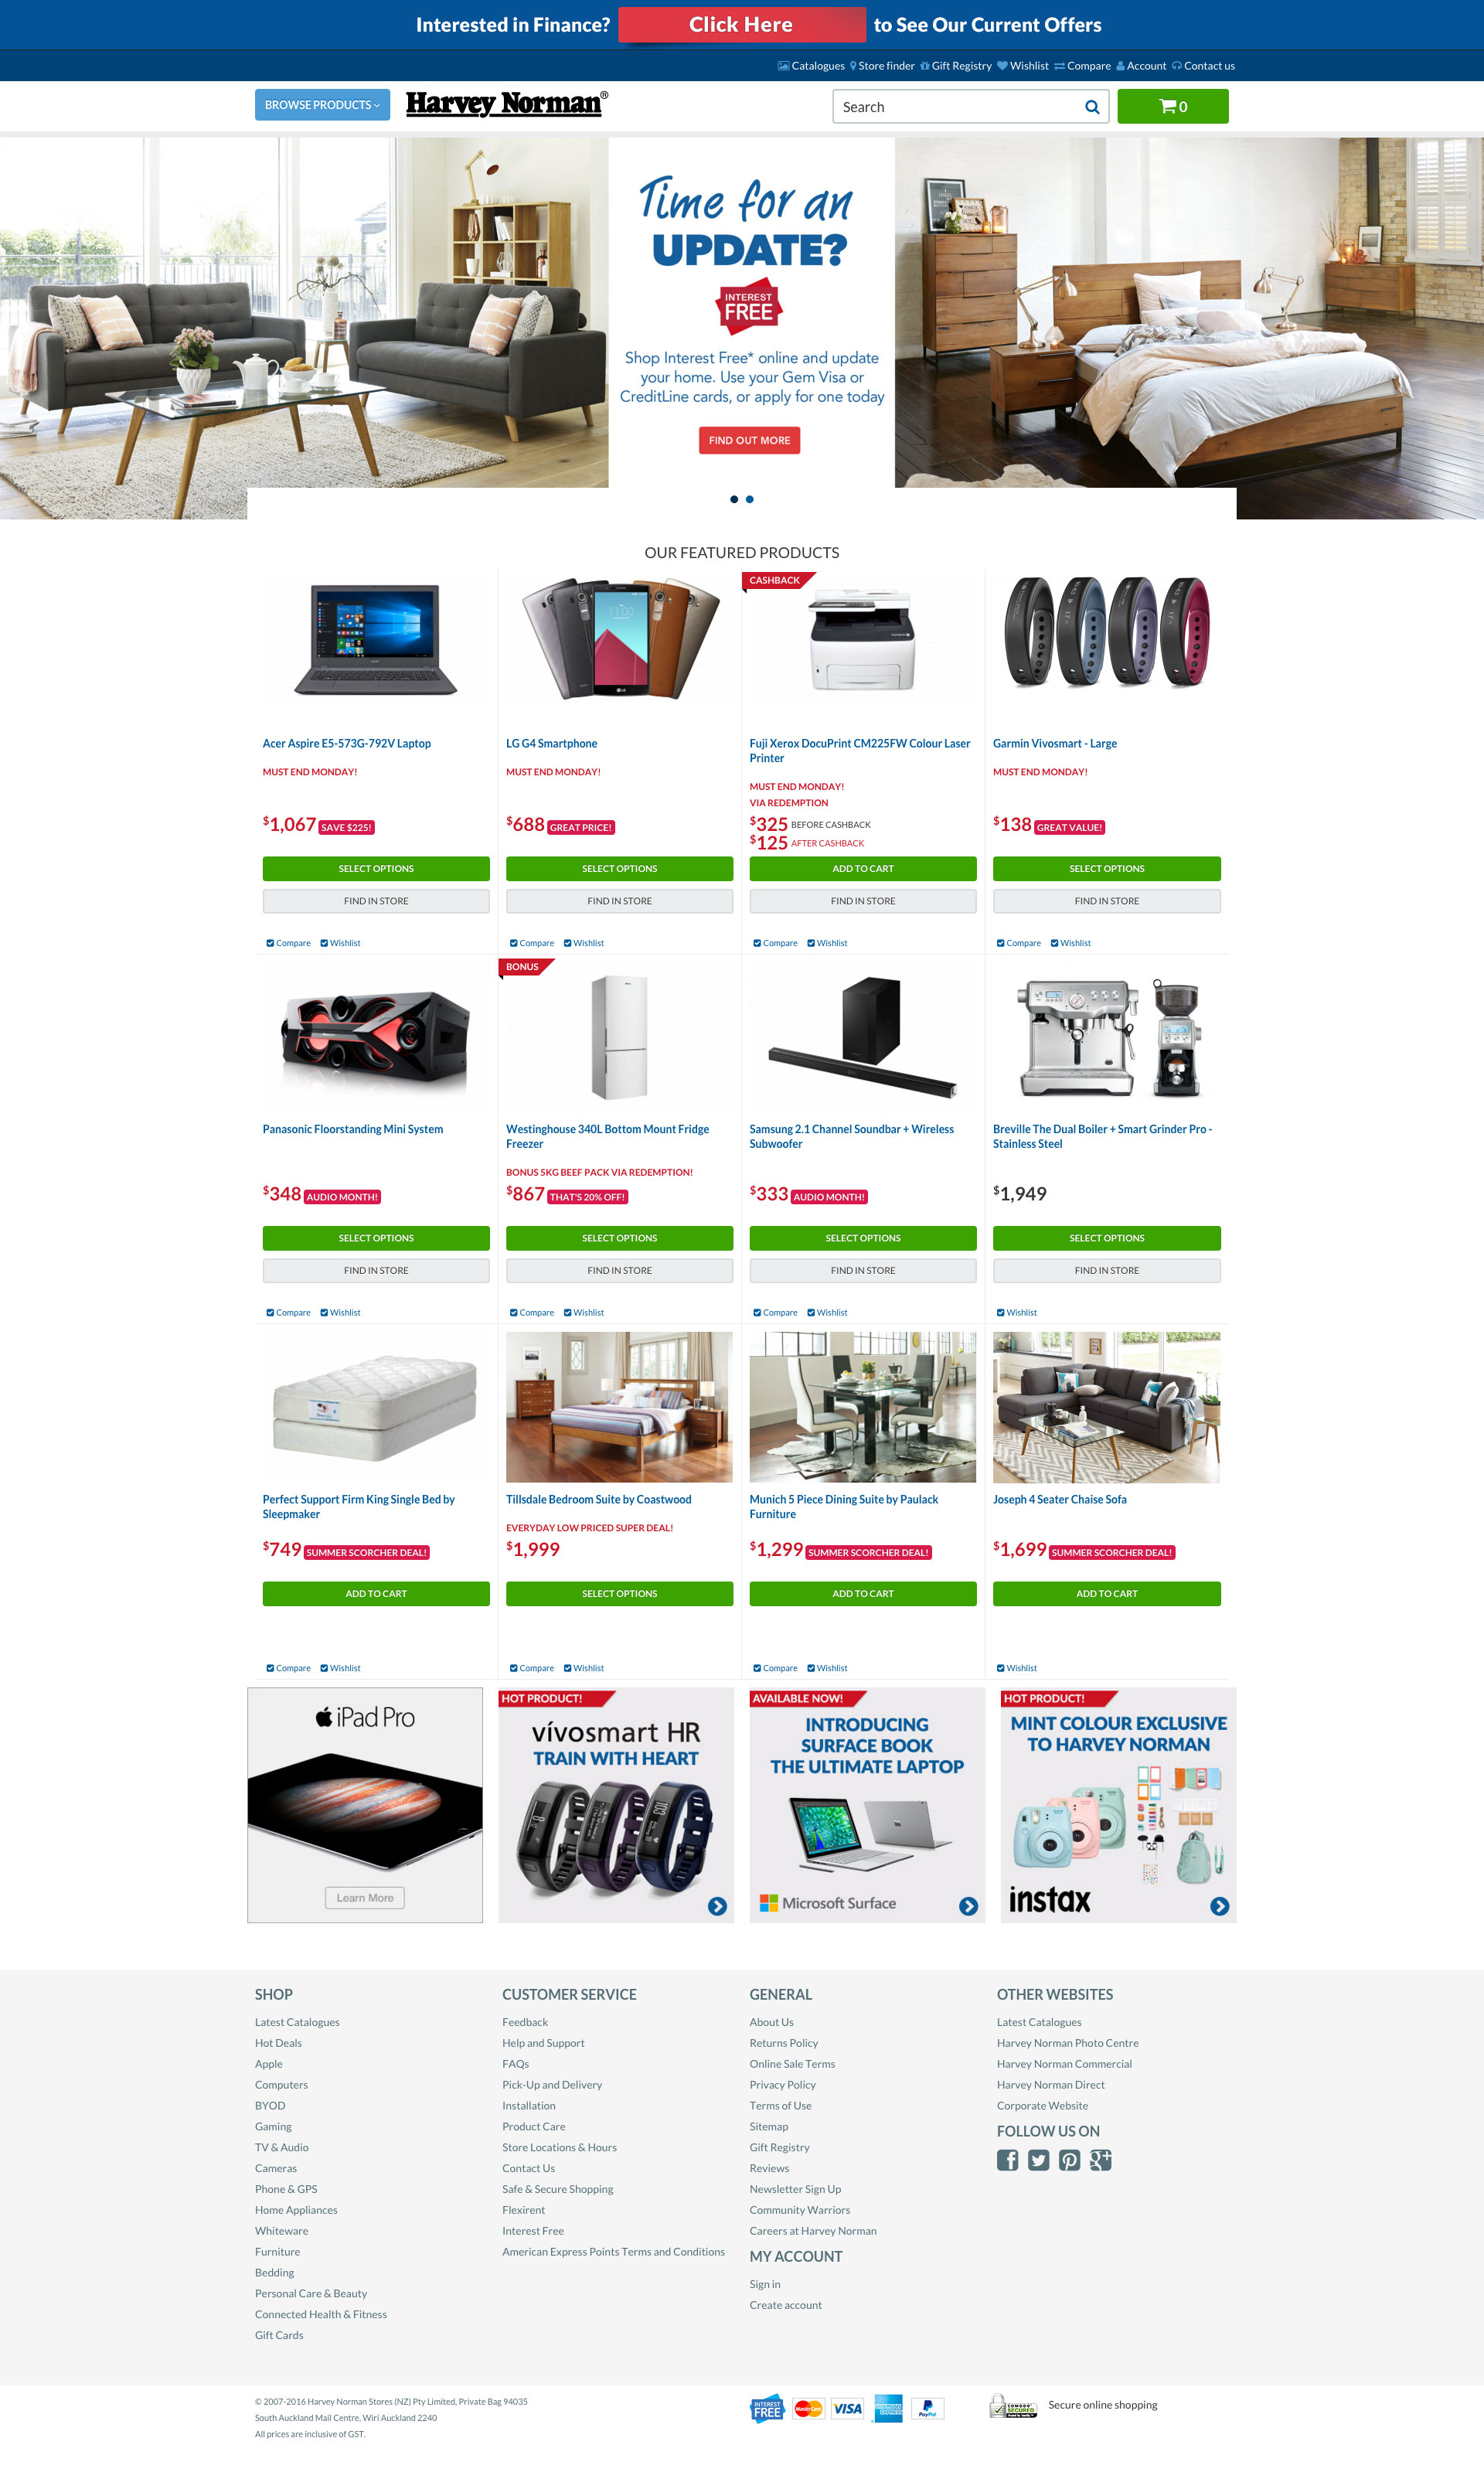 Interested in Finance? Click Here to See Our Current Offers
Catalogues Store finder Gift Registry Wishlist Compare Account Contact us
BROWSE PRODUCTS Harvey Norman® Search 0
Time for an
UPDATE?
INTEREST
FREE
Shop Interest Free* online and update
your home. Use your Gem Visa or
CreditLine cards, or apply for one today
FIND OUT MORE
OUR FEATURED PRODUCTS
CASHBACK
Acer Aspire E5-573G-792V Laptop
MUST END MONDAY!
$1,067 SAVE $225!
SELECT OPTIONS
FIND IN STORE
Compare Wishlist
LG G4 Smartphone
MUST END MONDAY!
$688 GREAT PRICE!
SELECT OPTIONS
FIND IN STORE
Compare Wishlist
Fuji Xerox DocuPrint CM225FW Colour Laser
Printer
MUST END MONDAY!
VIA REDEMPTION
$325 BEFORE CASHBACK
$125 AFTER CASHBACK
ADD TO CART
FIND IN STORE
Compare Wishlist
Garmin Vivosmart - Large
MUST END MONDAY!
$138 GREAT VALUE!
SELECT OPTIONS
FIND IN STORE
Compare Wishlist
Panasonic Floorstanding Mini System
$348 AUDIO MONTH!
SELECT OPTIONS
FIND IN STORE
Compare Wishlist
BONUS
Westinghouse 340L Bottom Mount Fridge
Freezer
BONUS 5KG BEEF PACK VIA REDEMPTION!
$867 THAT'S 20% OFF!
SELECT OPTIONS
FIND IN STORE
Compare Wishlist
Samsung 2.1 Channel Soundbar + Wireless
Subwoofer
$333 AUDIO MONTH!
SELECT OPTIONS
FIND IN STORE
Compare Wishlist
Breville The Dual Boiler + Smart Grinder Pro -
Stainless Steel
$1,949
SELECT OPTIONS
FIND IN STORE
Wishlist
Perfect Support Firm King Single Bed by
Sleepmaker
$749 SUMMER SCORCHER DEAL!
ADD TO CART
Compare Wishlist
Tillsdale Bedroom Suite by Coastwood
EVERYDAY LOW PRICED SUPER DEAL!
$1,999
SELECT OPTIONS
Compare Wishlist
Munich 5 Piece Dining Suite by Paulack
Furniture
$1,299 SUMMER SCORCHER DEAL!
ADD TO CART
Compare Wishlist
Joseph 4 Seater Chaise Sofa
$1,699 SUMMER SCORCHER DEAL!
ADD TO CART
Wishlist
iPad Pro
Learn More
HOT PRODUCT!
vívosmart HR
TRAIN WITH HEART
AVAILABLE NOW!
INTRODUCING
SURFACE BOOK
THE ULTIMATE LAPTOP
Microsoft Surface
HOT PRODUCT!
MINT COLOUR EXCLUSIVE
TO HARVEY NORMAN
instax
SHOP
Latest Catalogues
Hot Deals
Apple
Computers
BYOD
Gaming
TV & Audio
Cameras
Phone & GPS
Home Appliances
Whiteware
Furniture
Bedding
Personal Care & Beauty
Connected Health & Fitness
Gift Cards
CUSTOMER SERVICE
Feedback
Help and Support
FAQs
Pick-Up and Delivery
Installation
Product Care
Store Locations & Hours
Contact Us
Safe & Secure Shopping
Flexirent
Interest Free
American Express Points Terms and Conditions
GENERAL
About Us
Returns Policy
Online Sale Terms
Privacy Policy
Terms of Use
Sitemap
Gift Registry
Reviews
Newsletter Sign Up
Community Warriors
Careers at Harvey Norman
MY ACCOUNT
Sign in
Create account
OTHER WEBSITES
Latest Catalogues
Harvey Norman Photo Centre
Harvey Norman Commercial
Harvey Norman Direct
Corporate Website
FOLLOW US ON
© 2007-2016 Harvey Norman Stores (NZ) Pty Limited, Private Bag 94035
South Auckland Mail Centre, Wiri Auckland 2240
All prices are inclusive of GST.
INTEREST
FREE
MasterCard
VISA
AMERICAN
EXPRESS
PayPal
SECURED
Secure online shopping